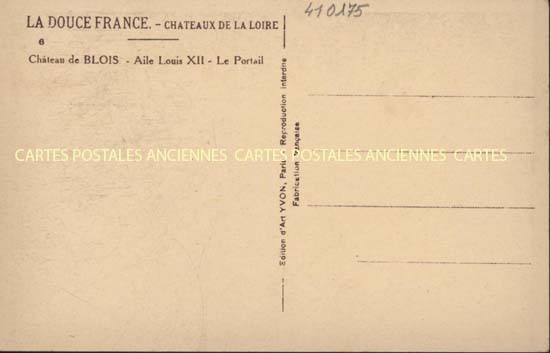 LA DOUCE FRANCE. - CHATEAUX DE LA LOIRE
6
Château de BLOIS - Aile Louis XII - Le Portail
410175
CARTES POSTALES ANCIENNES CARTES POSTALES ANCIENNES CARTES
Edition d'Art YVON, Paris Reproduction interdite
Fabrication Française